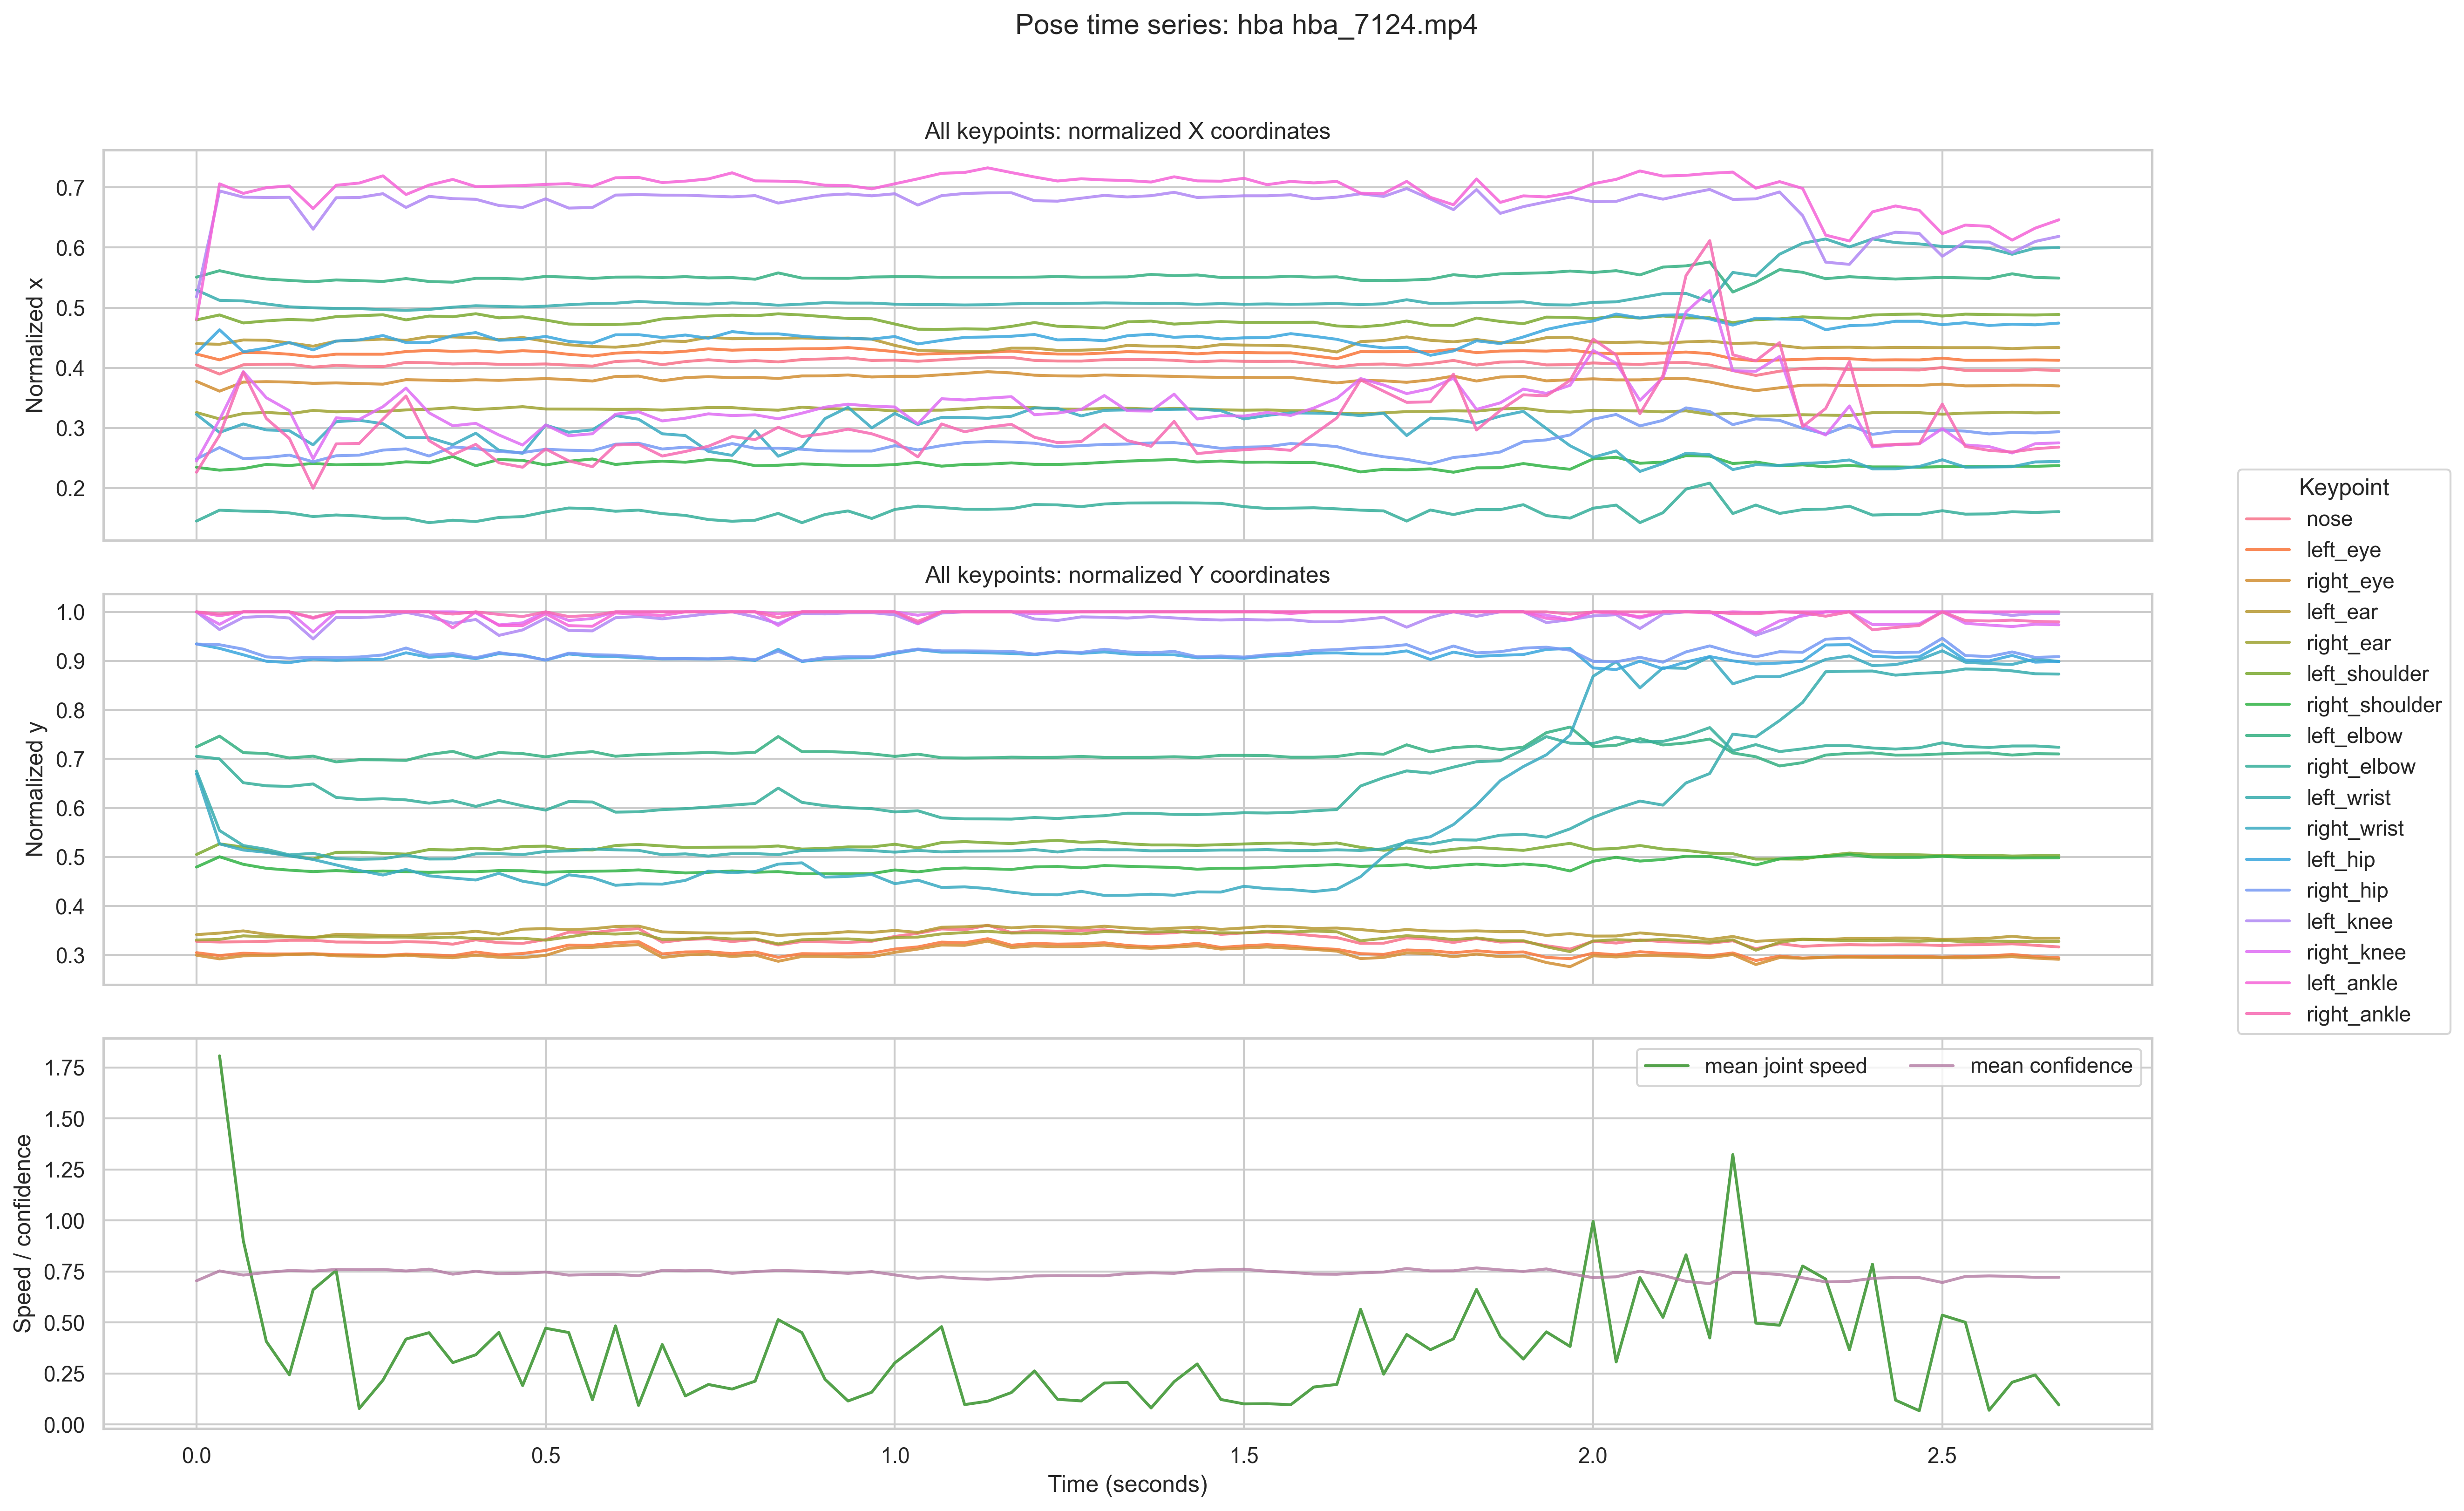 Pose time series: hba hba_7124.mp4
All keypoints: normalized X coordinates
Normalized x
0.7
0.6
0.5
0.4
0.3
0.2
All keypoints: normalized Y coordinates
Normalized y
1.0
0.9
0.8
0.7
0.6
0.5
0.4
0.3
Keypoint
nose
left_eye
right_eye
left_ear
right_ear
left_shoulder
right_shoulder
left_elbow
right_elbow
left_wrist
right_wrist
left_hip
right_hip
left_knee
right_knee
left_ankle
right_ankle
mean joint speed mean confidence
Speed / confidence
1.75
1.50
1.25
1.00
0.75
0.50
0.25
0.00
0.0 0.5 1.0 1.5 2.0 2.5
Time (seconds)